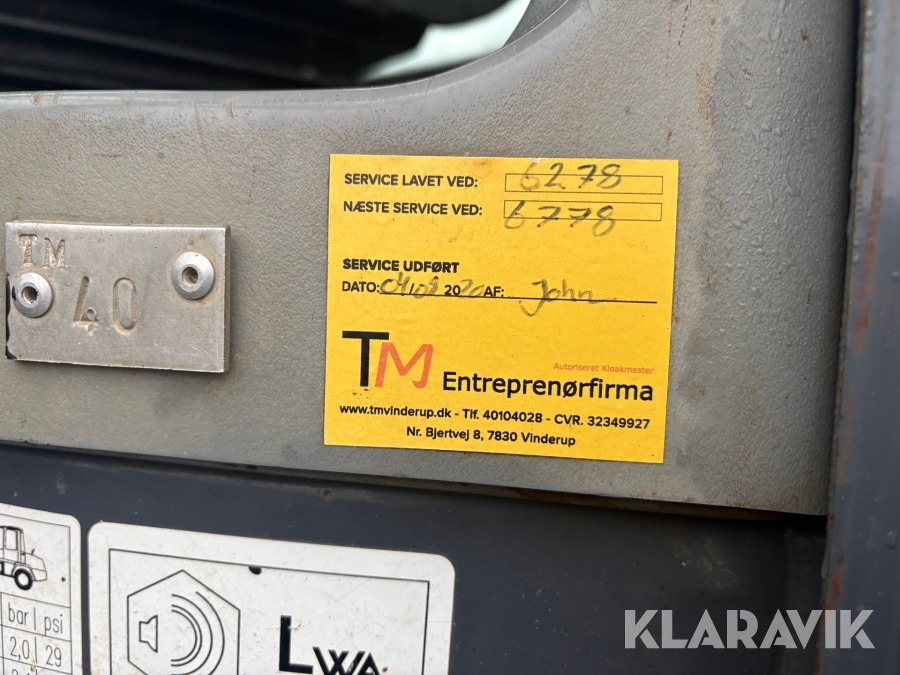 SERVICE LAVET VED: 6278
NÆSTE SERVICE VED: 6778
SERVICE UDFØRT
DATO: 2020 AF: John
TM
Autoriseret Kloakmester
Entreprenørfirma
www.tmvinderup.dk - Tlf. 40104028 - CVR. 32349927
Nr. Bjertvej 8, 7830 Vinderup
TM
40
bar psi
2,0 29
LWA
KLARAVIK